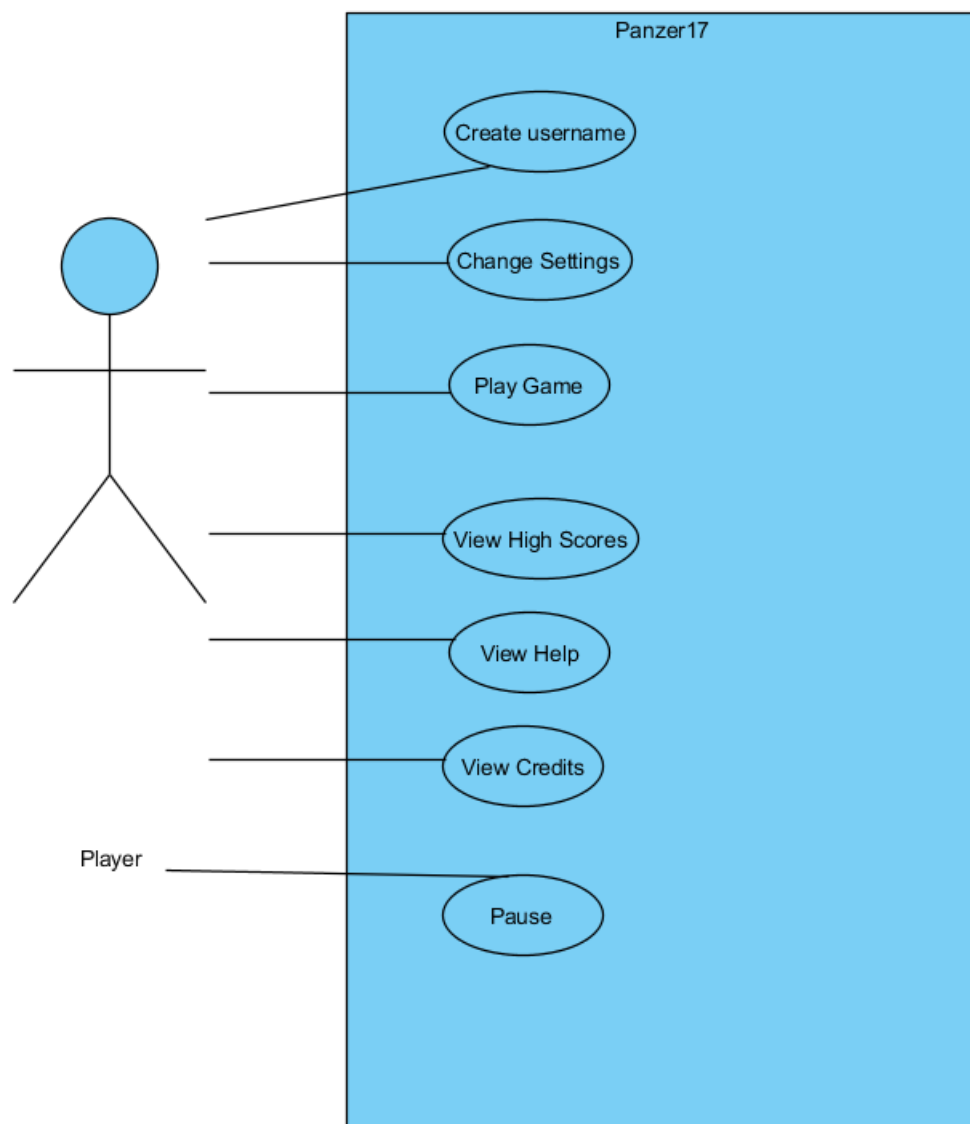 Panzer17
Create username
Change Settings
Play Game
View High Scores
View Help
View Credits
Player
Pause